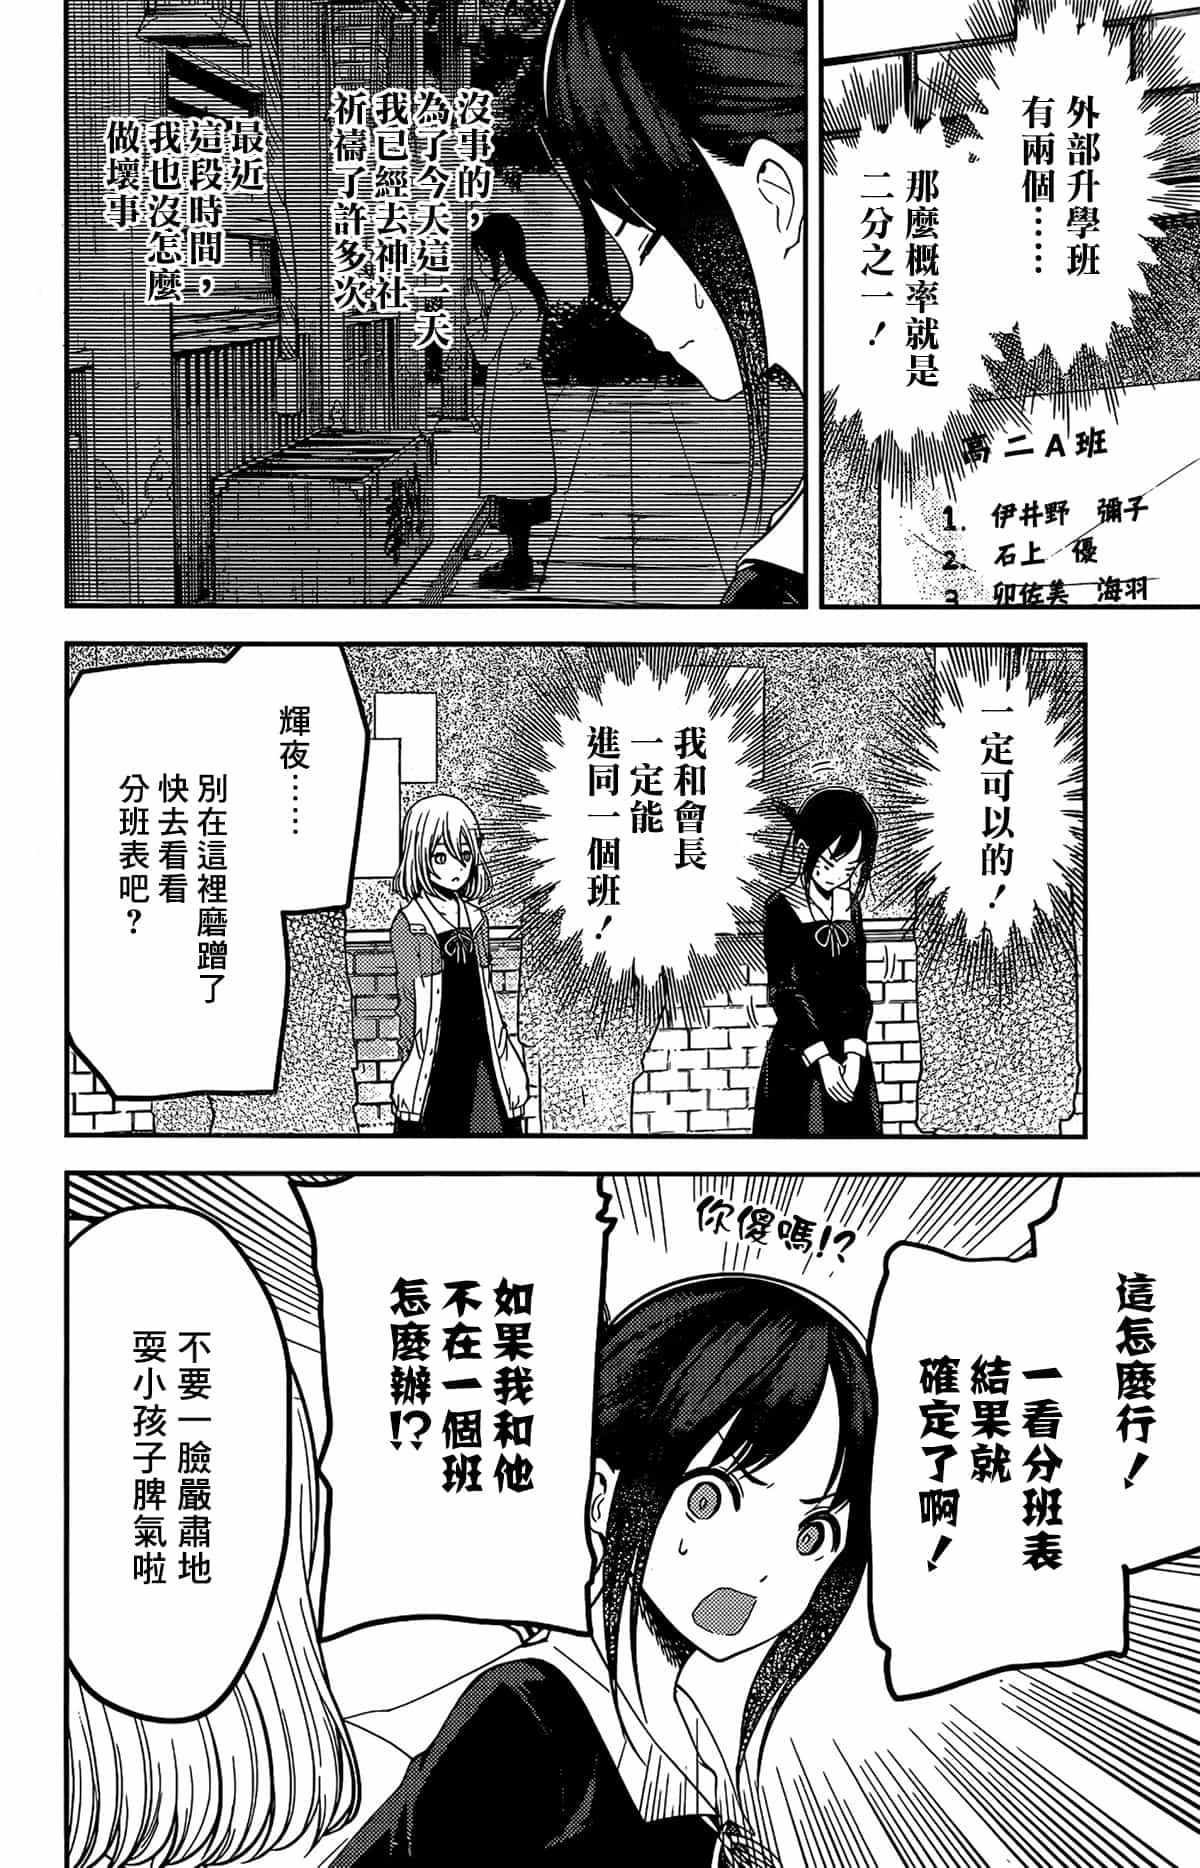 外部升學班
有兩個……
那麼概率就是
二分之一！
高二A班
1. 伊井野 彌子
2. 石上 優
3 卯佐美 海羽
沒事的，
為了今天這一天
我已經去神社
祈禱了許多次
最近
這段時間，
我也沒怎麼
做壞事
一定可以的！
我和會長
一定能
進同一個班！
輝夜……
別在這裡磨蹭了
快去看看
分班表吧？
這怎麼行！
一看分班表
結果就
確定了啊！
你傻嗎！？
如果我和他
不在一個班
怎麼辦！？
不要一臉嚴肅地
耍小孩子脾氣啦